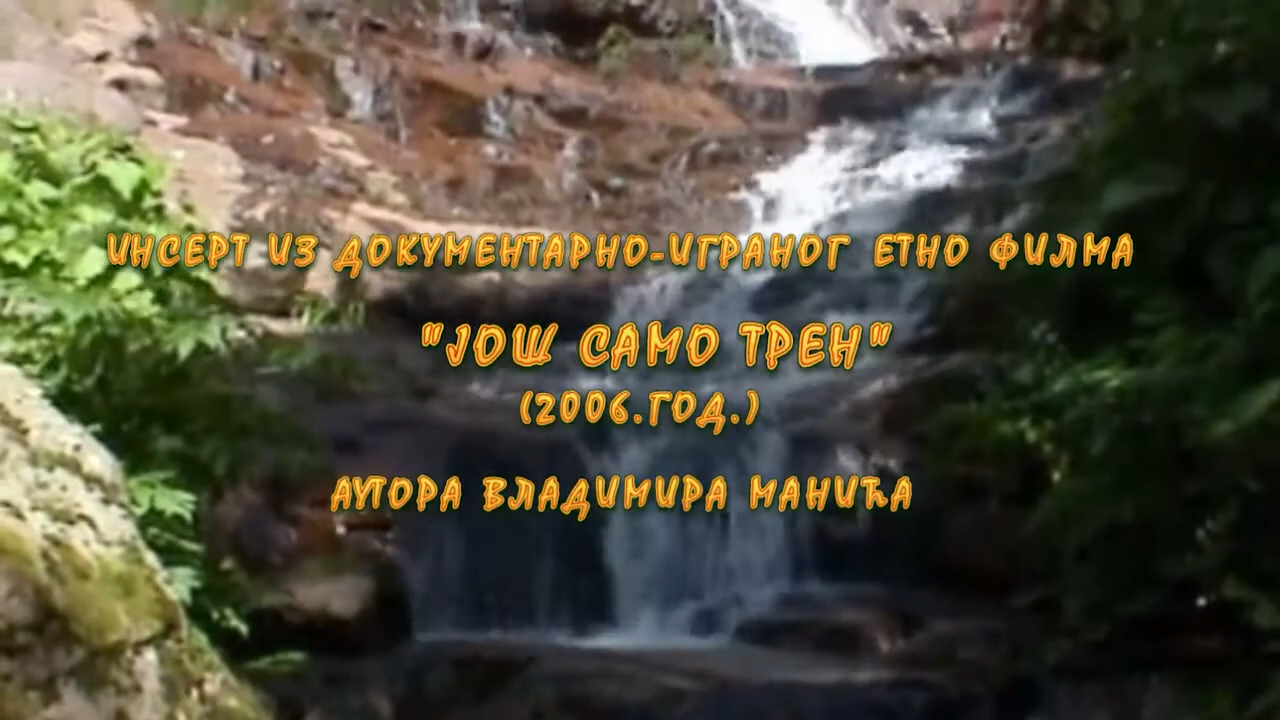 ИНСЕРТ ИЗ ДОКУМЕНТАРНО-ИГРАНОГ ЕТНО ФИЛМА
"ЈОШ САМО ТРЕН"
(2006.ГОД.)
АУТОРА ВЛАДИМИРА МАНИЋА